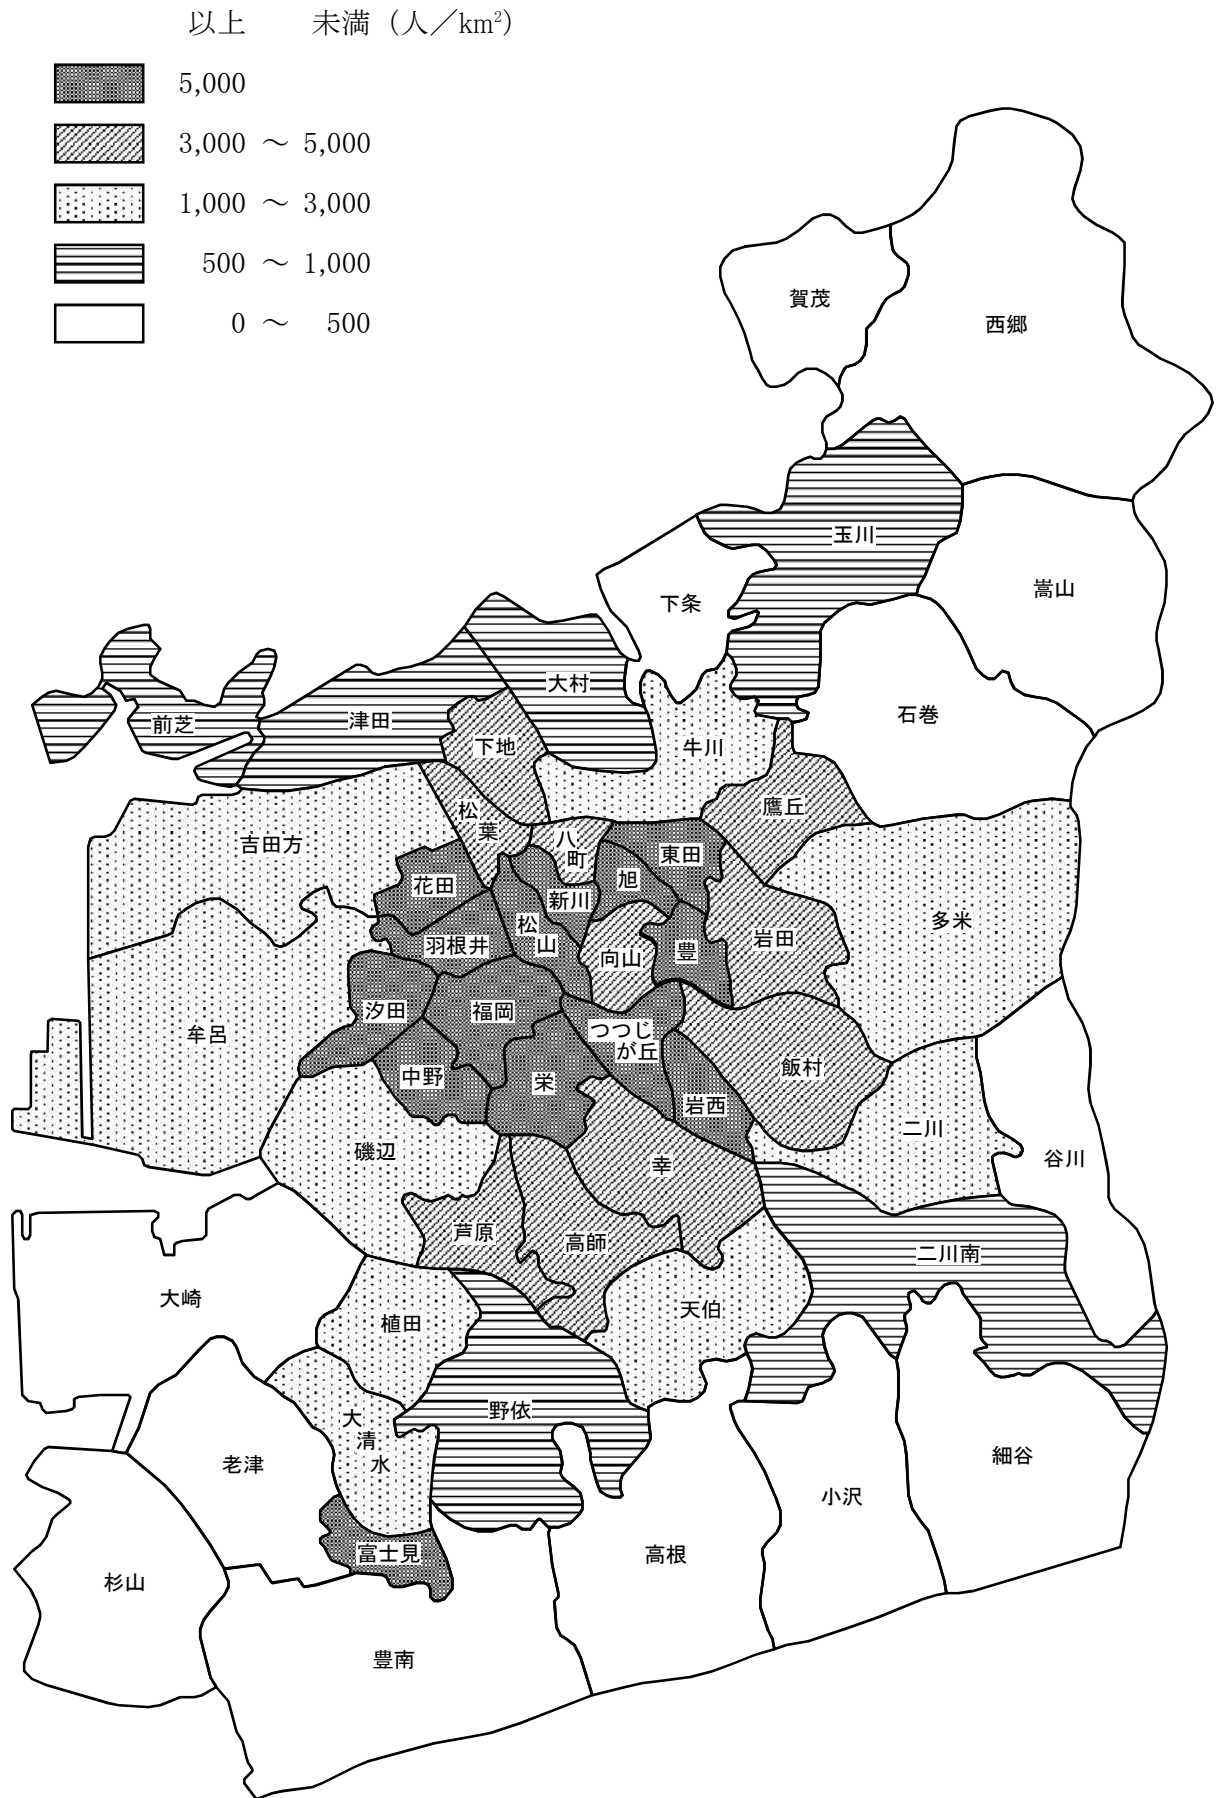 以上 未満（人／km²）
5,000
3,000 ～ 5,000
1,000 ～ 3,000
500 ～ 1,000
0 ～ 500
賀茂
西郷
玉川
嵩山
下条
大村
石巻
前芝
津田
下地
牛川
松葉
鷹丘
吉田方
八町
東田
花田
旭
新川
松山
多米
羽根井
向山
豊
岩田
汐田
福岡
つつじが丘
牟呂
飯村
中野
栄
岩西
二川
磯辺
幸
谷川
芦原
高師
二川南
大崎
植田
天伯
野依
大清水
老津
細谷
小沢
富士見
高根
杉山
豊南